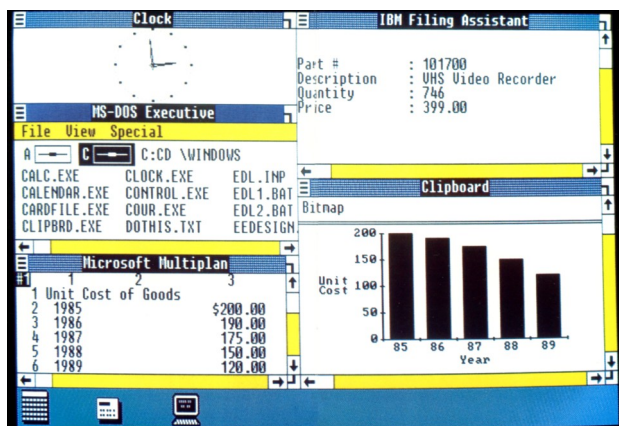 Clock
MS-DOS Executive
File View Special
A C C:CD \WINDOWS
CALC.EXE CLOCK.EXE EDL.INP
CALENDAR.EXE CONTROL.EXE EDL1.BAT
CARDFILE.EXE COUR.EXE EDL2.BAT
CLIPBRD.EXE DOTHIS.TXT EEDESIGN.
Microsoft Multiplan
#1 1 2 3
1 Unit Cost of Goods
2 1985 $200.00
3 1986 190.00
4 1987 175.00
5 1988 150.00
6 1989 120.00
IBM Filing Assistant
Part # : 101700
Description : VHS Video Recorder
Quantity : 746
Price : 399.00
Clipboard
Bitmap
200
150
Unit 100
Cost
50
0
85 86 87 88 89
Year